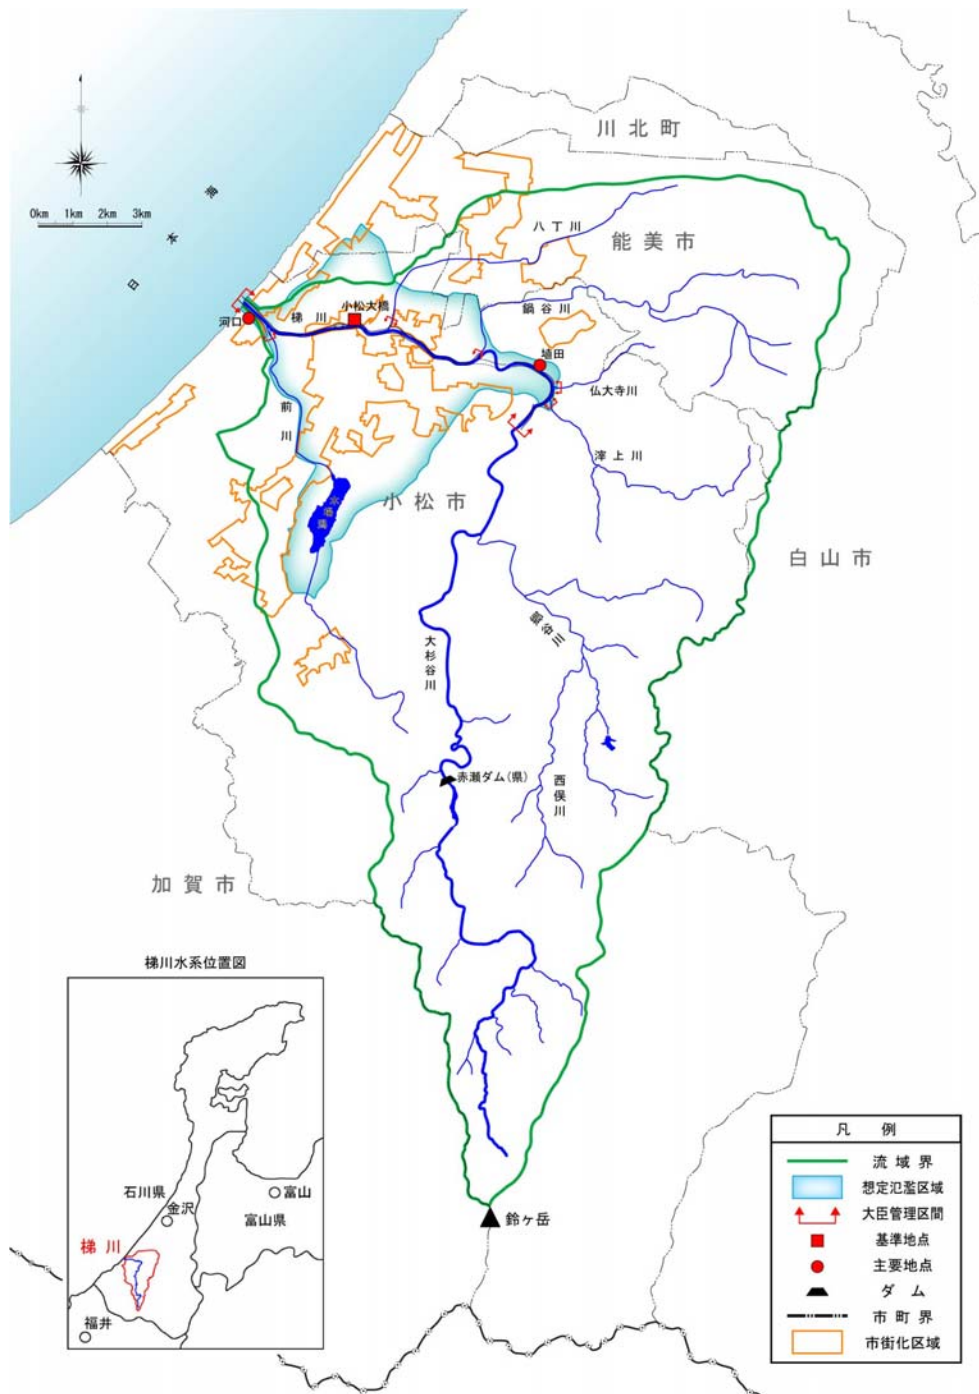 川北町
0km 1km 2km 3km
日本海
八丁川
能美市
小松大橋
鍋谷川
河口
梯川
埴田
仏大寺川
前川
滓上川
木場潟
小松市
白山市
郷谷川
大杉谷川
赤瀬ダム(県)
西俣川
加賀市
梯川水系位置図
石川県
金沢
富山
富山県
梯川
福井
鈴ヶ岳
凡例
流域界
想定氾濫区域
大臣管理区間
基準地点
主要地点
ダム
市町界
市街化区域